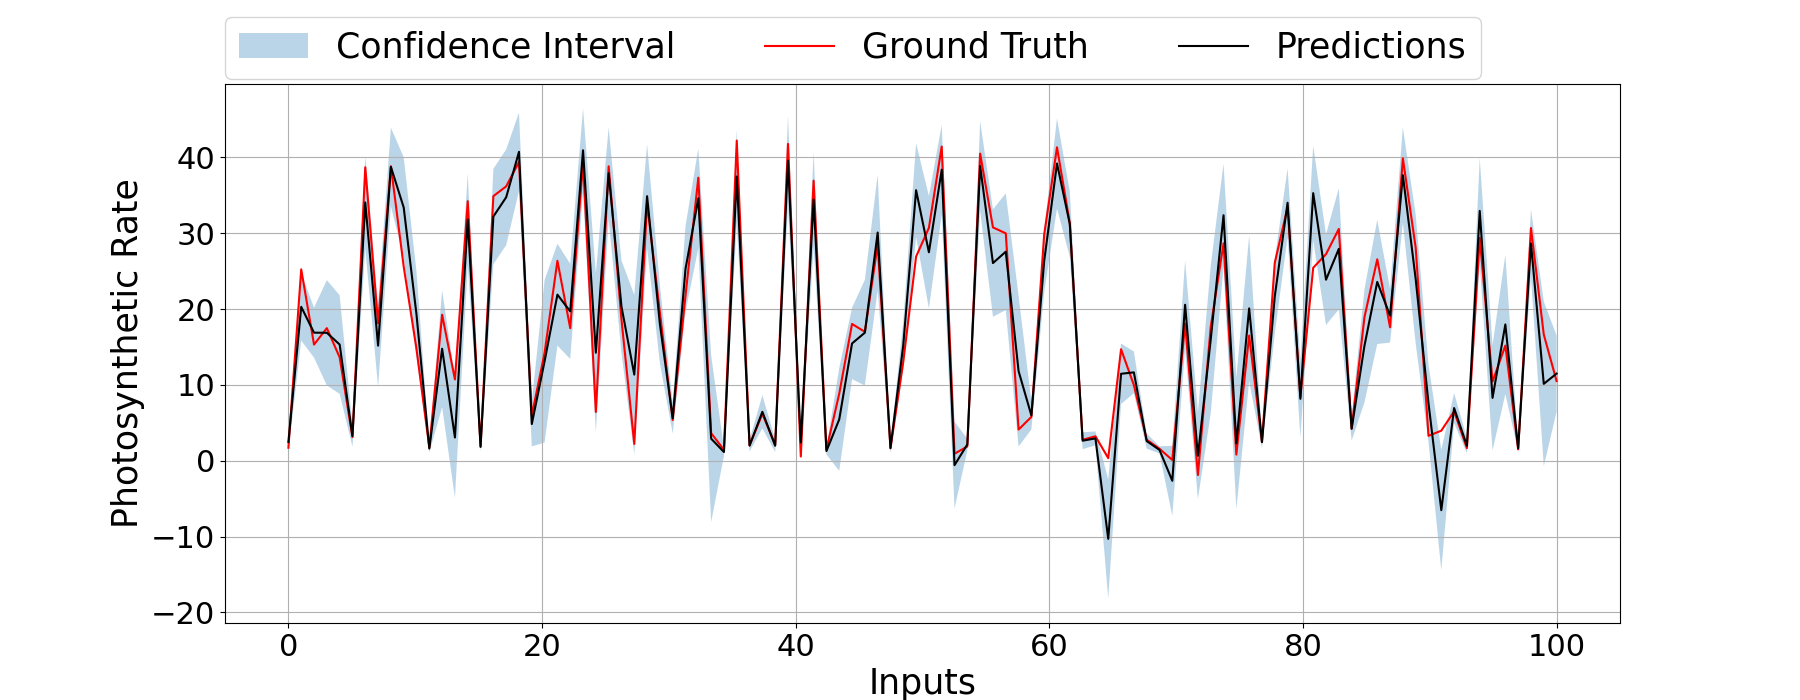 Confidence Interval Ground Truth Predictions
Photosynthetic Rate
40
30
20
10
0
−10
−20
0 20 40 60 80 100
Inputs